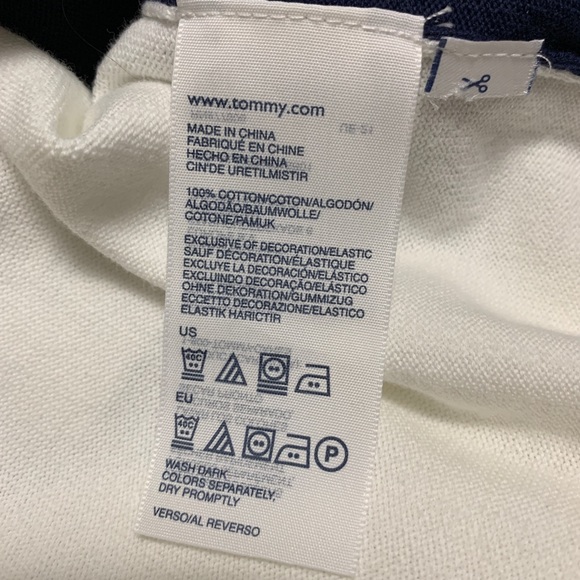 www.tommy.com
MADE IN CHINA
FABRIQUÉ EN CHINE
HECHO EN CHINA
CIN'DE URETILMISTIR
100% COTTON/COTON/ALGODÓN/
ALGODÃO/BAUMWOLLE/
COTONE/PAMUK
EXCLUSIVE OF DECORATION/ELASTIC
SAUF DÉCORATION/ÉLASTIQUE
EXCLUYE LA DECORACIÓN/ELÁSTICO
EXCLUINDO DECORAÇÃO/ELÁSTICO
OHNE DEKORATION/GUMMIZUG
ECCETTO DECORAZIONE/ELASTICO
ELASTIK HARICTIR
US
40C
EU
40C
P
WASH DARK
COLORS SEPARATELY.
DRY PROMPTLY
VERSO/AL REVERSO